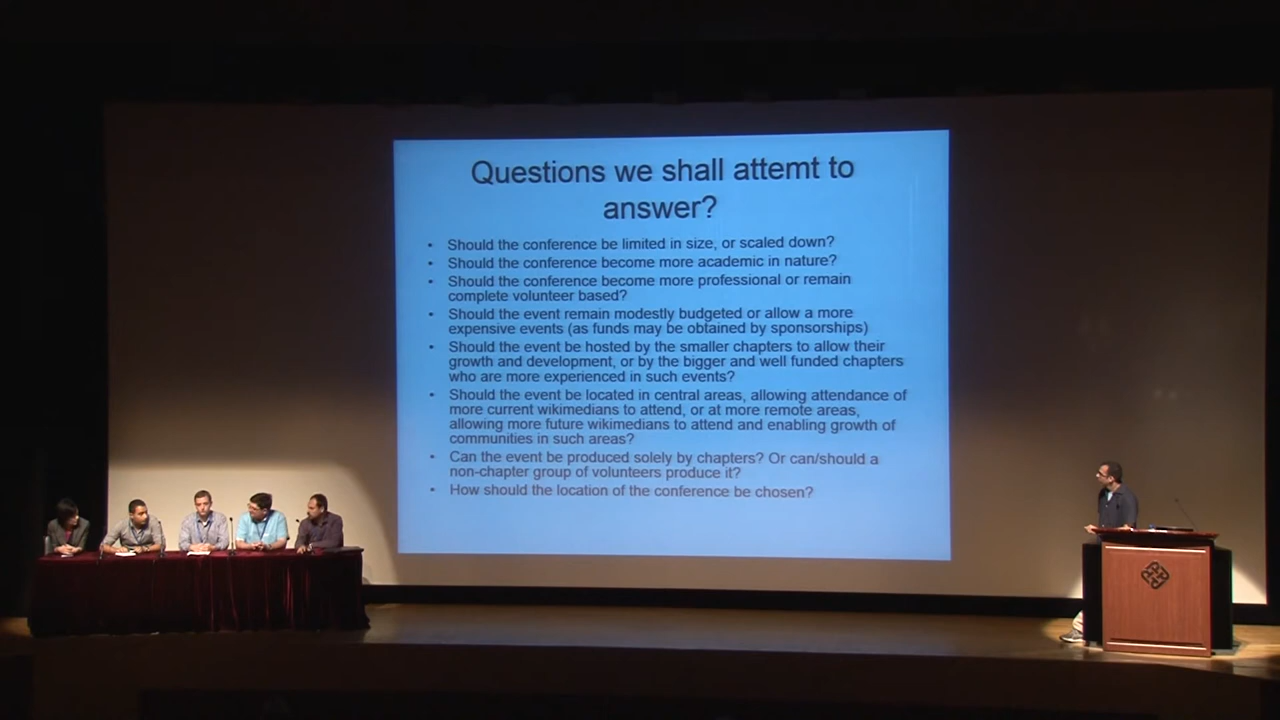 Questions we shall attemt to
answer?
• Should the conference be limited in size, or scaled down?
• Should the conference become more academic in nature?
• Should the conference become more professional or remain
complete volunteer based?
• Should the event remain modestly budgeted or allow a more
expensive events (as funds may be obtained by sponsorships)
• Should the event be hosted by the smaller chapters to allow their
growth and development, or by the bigger and well funded chapters
who are more experienced in such events?
• Should the event be located in central areas, allowing attendance of
more current wikimedians to attend, or at more remote areas,
allowing more future wikimedians to attend and enabling growth of
communities in such areas?
• Can the event be produced solely by chapters? Or can/should a
non-chapter group of volunteers produce it?
• How should the location of the conference be chosen?